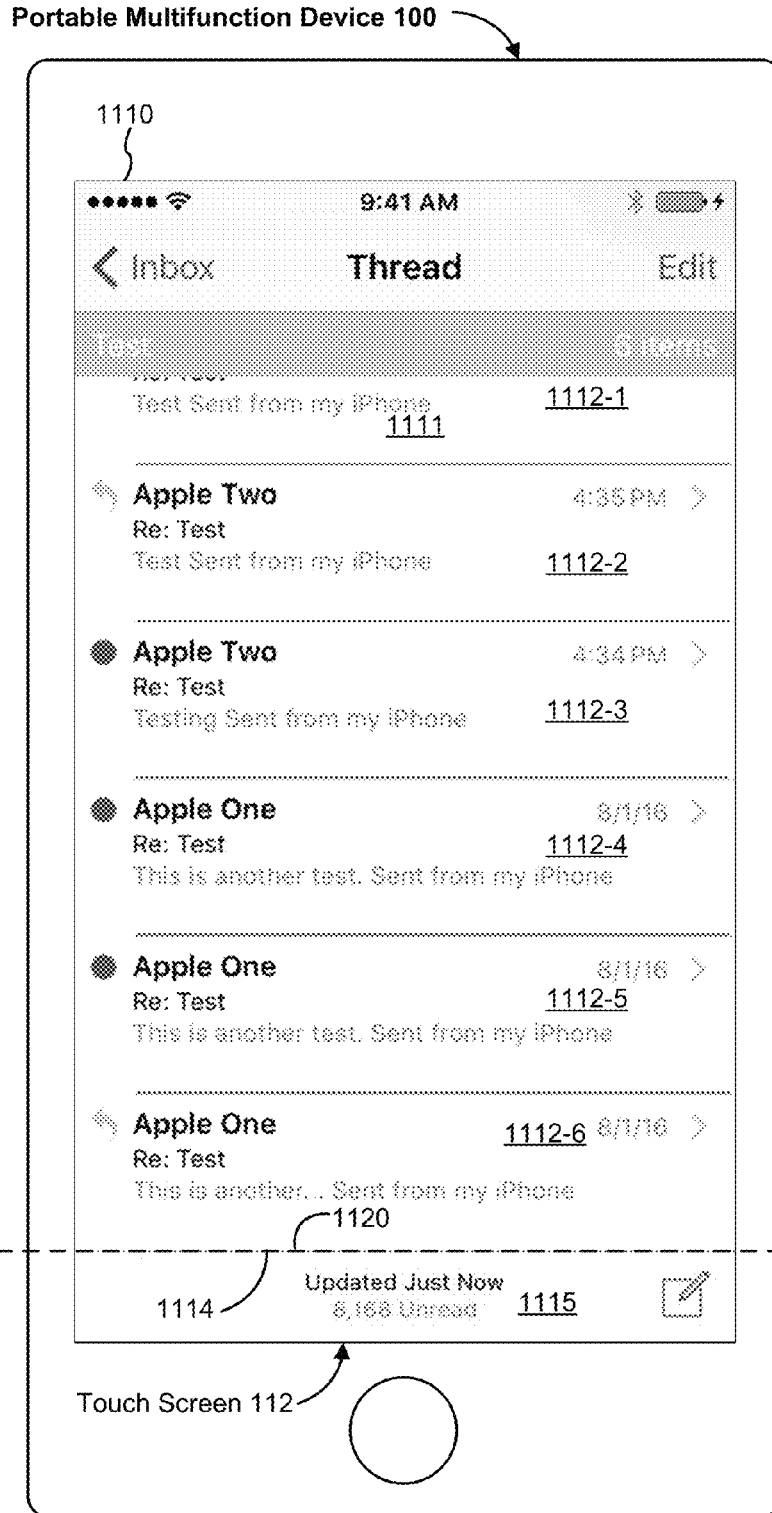 Portable Multifunction Device 100
1110
9:41 AM
Inbox Thread Edit
Test 6 Items
Test Sent from my iPhone 1112-1
1111
Apple Two 4:35 PM
Re: Test
Test Sent from my iPhone 1112-2
Apple Two 4:34 PM
Re: Test
Testing Sent from my iPhone 1112-3
Apple One 8/1/16
Re: Test 1112-4
This is another test. Sent from my iPhone
Apple One 8/1/16
Re: Test 1112-5
This is another test. Sent from my iPhone
Apple One 1112-6 8/1/16
Re: Test
This is another... Sent from my iPhone
1120
Updated Just Now
1114 8,168 Unread 1115
Touch Screen 112